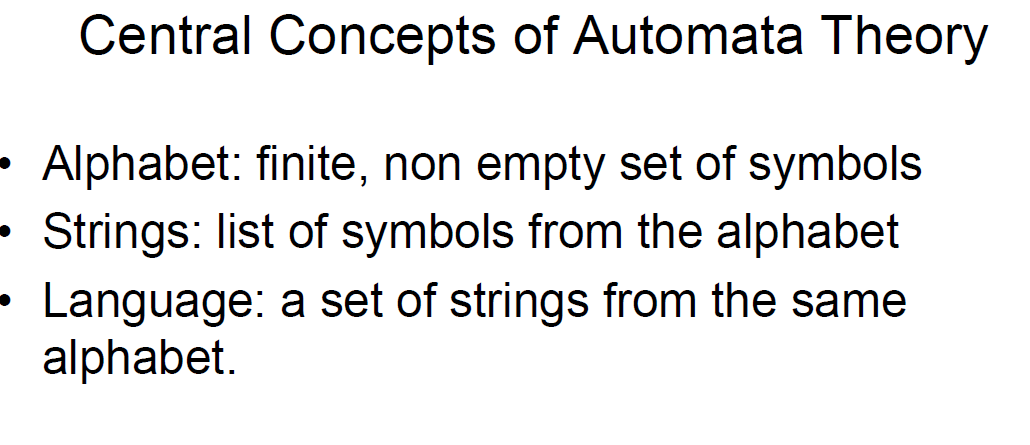 Central Concepts of Automata Theory
• Alphabet: finite, non empty set of symbols
• Strings: list of symbols from the alphabet
• Language: a set of strings from the same
alphabet.